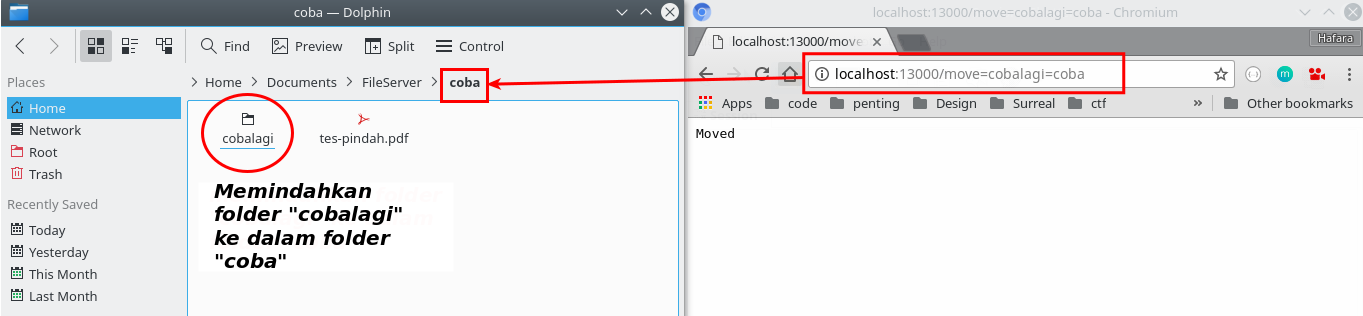 coba — Dolphin
Find
Preview
Split
Control
Places
Home
Network
Root
Trash
Recently Saved
Today
Yesterday
This Month
Last Month
Home
Documents
FileServer
coba
cobalagi
tes-pindah.pdf
Memindahkan
folder "cobalagi"
ke dalam folder
"coba"
localhost:13000/move=cobalagi=coba - Chromium
localhost:13000/move
Hafara
localhost:13000/move=cobalagi=coba
m
Apps
code
penting
Design
Surreal
ctf
»
Other bookmarks
Moved